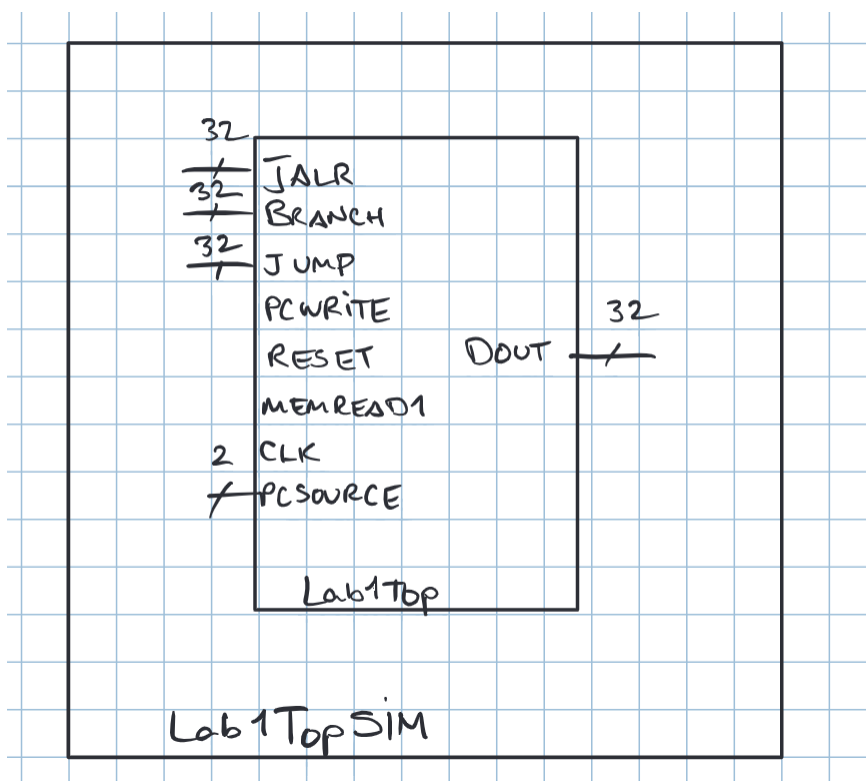 32
JALR
32
BRANCH
32
JUMP
PCWRiTE
32
RESET
DOUT
MEMREAD1
2
CLK
PCSOURCE
Lab1Top
Lab1TopSiM